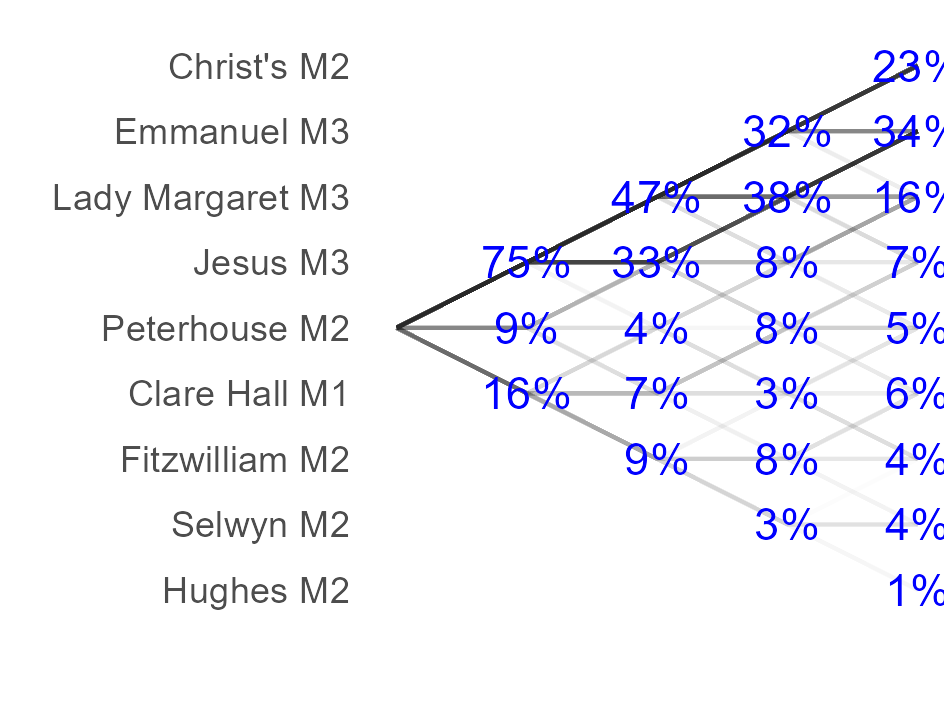 Christ's M2 23%
Emmanuel M3 32% 34%
Lady Margaret M3 47% 38% 16%
Jesus M3 75% 33% 8% 7%
Peterhouse M2 9% 4% 8% 5%
Clare Hall M1 16% 7% 3% 6%
Fitzwilliam M2 9% 8% 4%
Selwyn M2 3% 4%
Hughes M2 1%